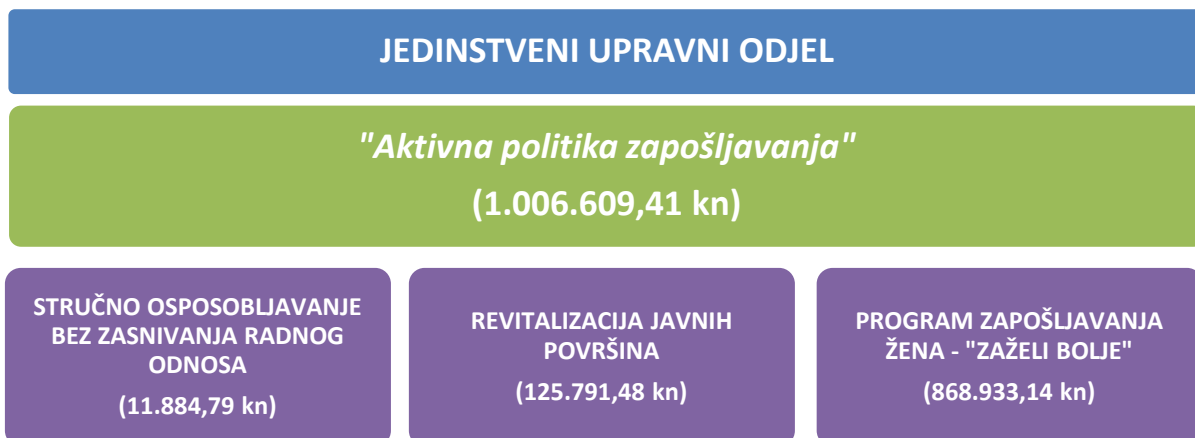 JEDINSTVENI UPRAVNI ODJEL
"Aktivna politika zapošljavanja"
(1.006.609,41 kn)
STRUČNO OSPOSOBLJAVANJE
BEZ ZASNIVANJA RADNOG
ODNOSA
(11.884,79 kn)
REVITALIZACIJA JAVNIH
POVRŠINA
(125.791,48 kn)
PROGRAM ZAPOŠLJAVANJA
ŽENA - "ZAŽELI BOLJE"
(868.933,14 kn)